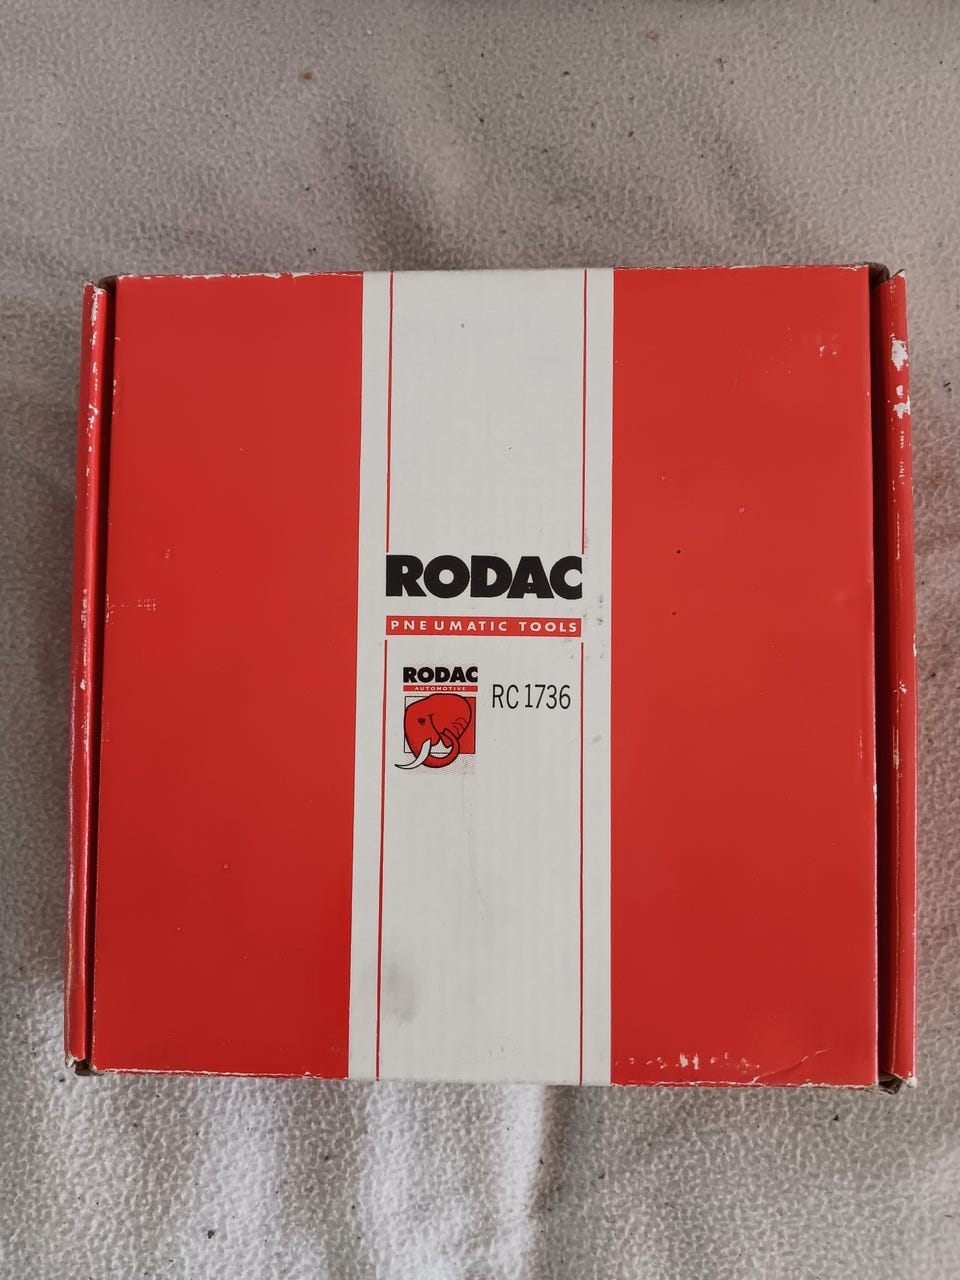 RODAC
PNEUMATIC TOOLS
RODAC
AUTOMOTIVE
RC 1736